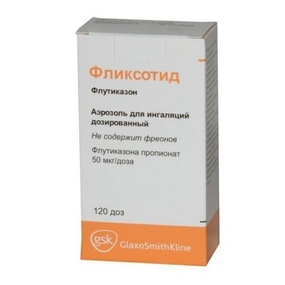 Фликсотид
Флутиказон
Аэрозоль для ингаляций
дозированный
Не содержит фреонов
Флутиказона пропионат
50 мкг/доза
120 доз
gsk
GlaxoSmithKline